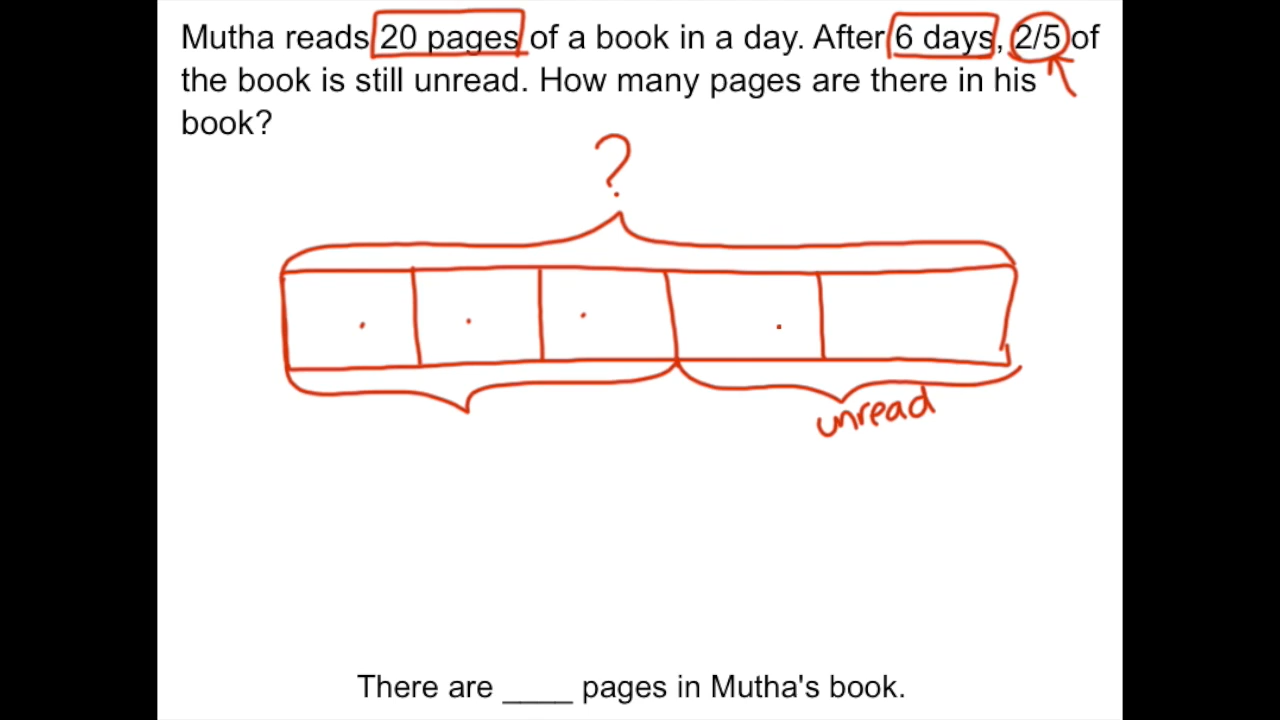 Mutha reads 20 pages of a book in a day. After 6 days, 2/5 of
the book is still unread. How many pages are there in his
book?
?
unread
There are ____ pages in Mutha's book.